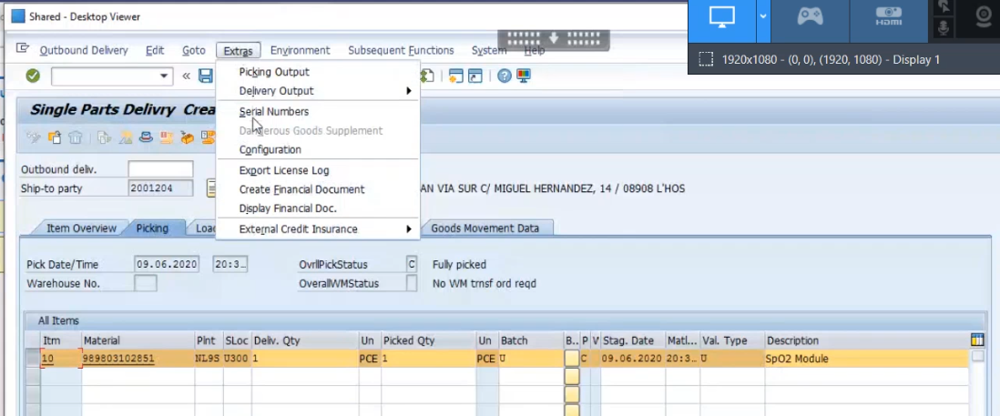 Shared - Desktop Viewer
HDMI
1920x1080 - (0, 0), (1920, 1080) - Display 1
Outbound Delivery Edit Goto Extras Environment Subsequent Functions System Help
Picking Output
Delivery Output
Serial Numbers
Dangerous Goods Supplement
Configuration
Export License Log
Create Financial Document
Display Financial Doc.
External Credit Insurance
Single Parts Delivry Crea
Outbound deliv.
Ship-to party 2001204 AN VIA SUR C/ MIGUEL HERNANDEZ, 14 / 08908 L'HOS
Item Overview Picking Loa Goods Movement Data
Pick Date/Time 09.06.2020 20:3… OvrllPickStatus C Fully picked
Warehouse No. OverallWMStatus No WM trnsf ord reqd
All Items
Itm Material Plnt SLoc Deliv. Qty Un Picked Qty Un Batch B.. P V Stag. Date Matl... Val. Type Description
10 989803102851 NL9S U300 1 PCE 1 PCE U C 09.06.2020 20:3… U SpO2 Module